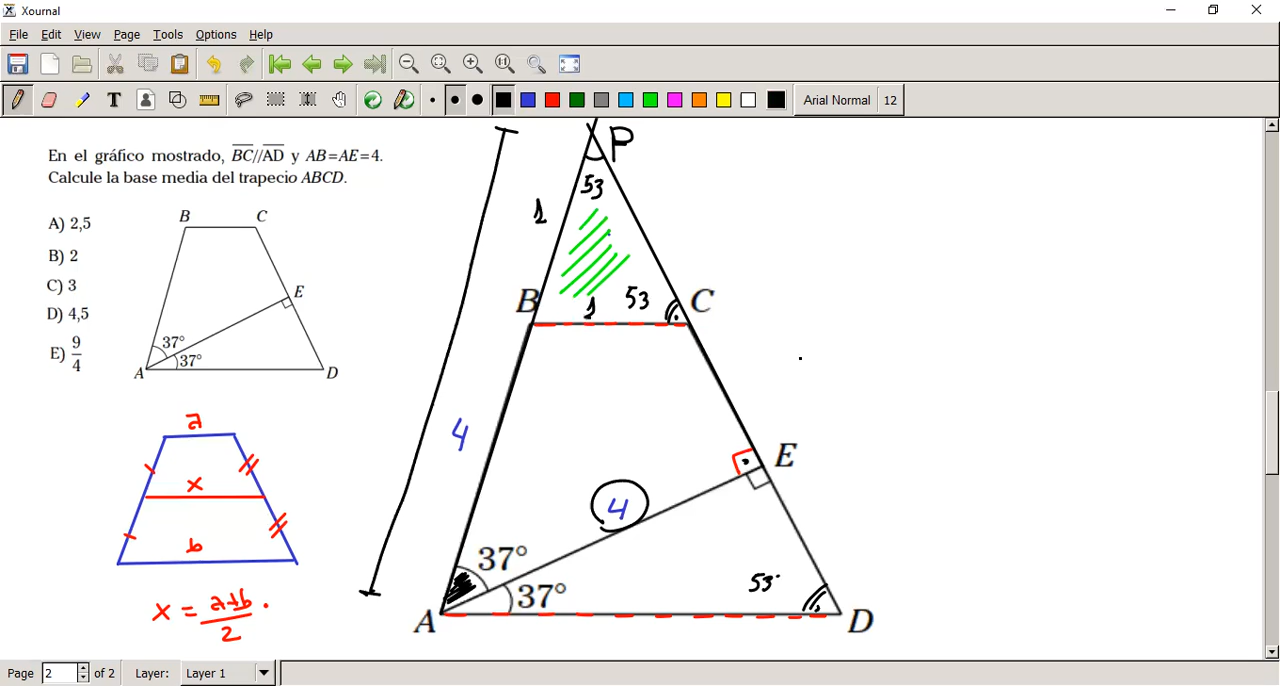 Xournal
File Edit View Page Tools Options Help
Arial Normal 12
En el gráfico mostrado, BC//AD y AB=AE=4.
Calcule la base media del trapecio ABCD.
A) 2,5
B) 2
C) 3
D) 4,5
E) 9/4
B C
E
37°
37°
A D
a
x
b
x = a+b/2
P
53
1
B 1 53 C
4
E
4
37°
37° 53°
A D
Page 2 of 2 Layer: Layer 1